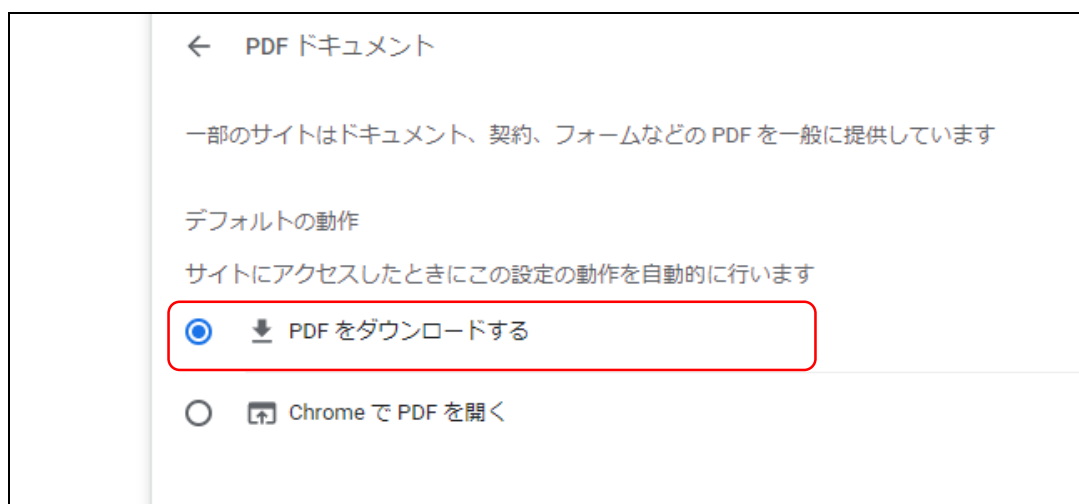 PDF ドキュメント
一部のサイトはドキュメント、契約、フォームなどの PDF を一般に提供しています
デフォルトの動作
サイトにアクセスしたときにこの設定の動作を自動的に行います
PDF をダウンロードする
Chrome で PDF を開く